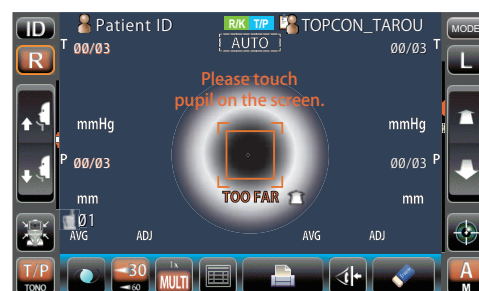 ID Patient ID R/K T/P TOPCON_TAROU MODE
AUTO
R T 00/03 00/03 T L
Please touch
pupil on the screen.
mmHg mmHg
P 00/03 00/03 P
TOO FAR
mm mm
01
AVG ADJ AVG ADJ
T/P 30 MULTI A
TONO 60 M